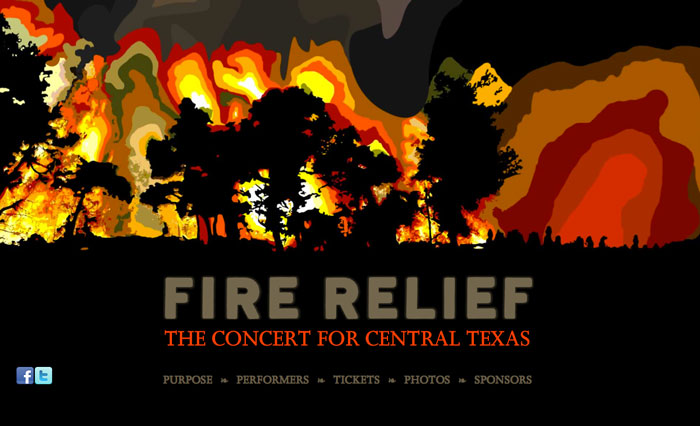 FIRE RELIEF
THE CONCERT FOR CENTRAL TEXAS
f t
PURPOSE ❧ PERFORMERS ❧ TICKETS ❧ PHOTOS ❧ SPONSORS